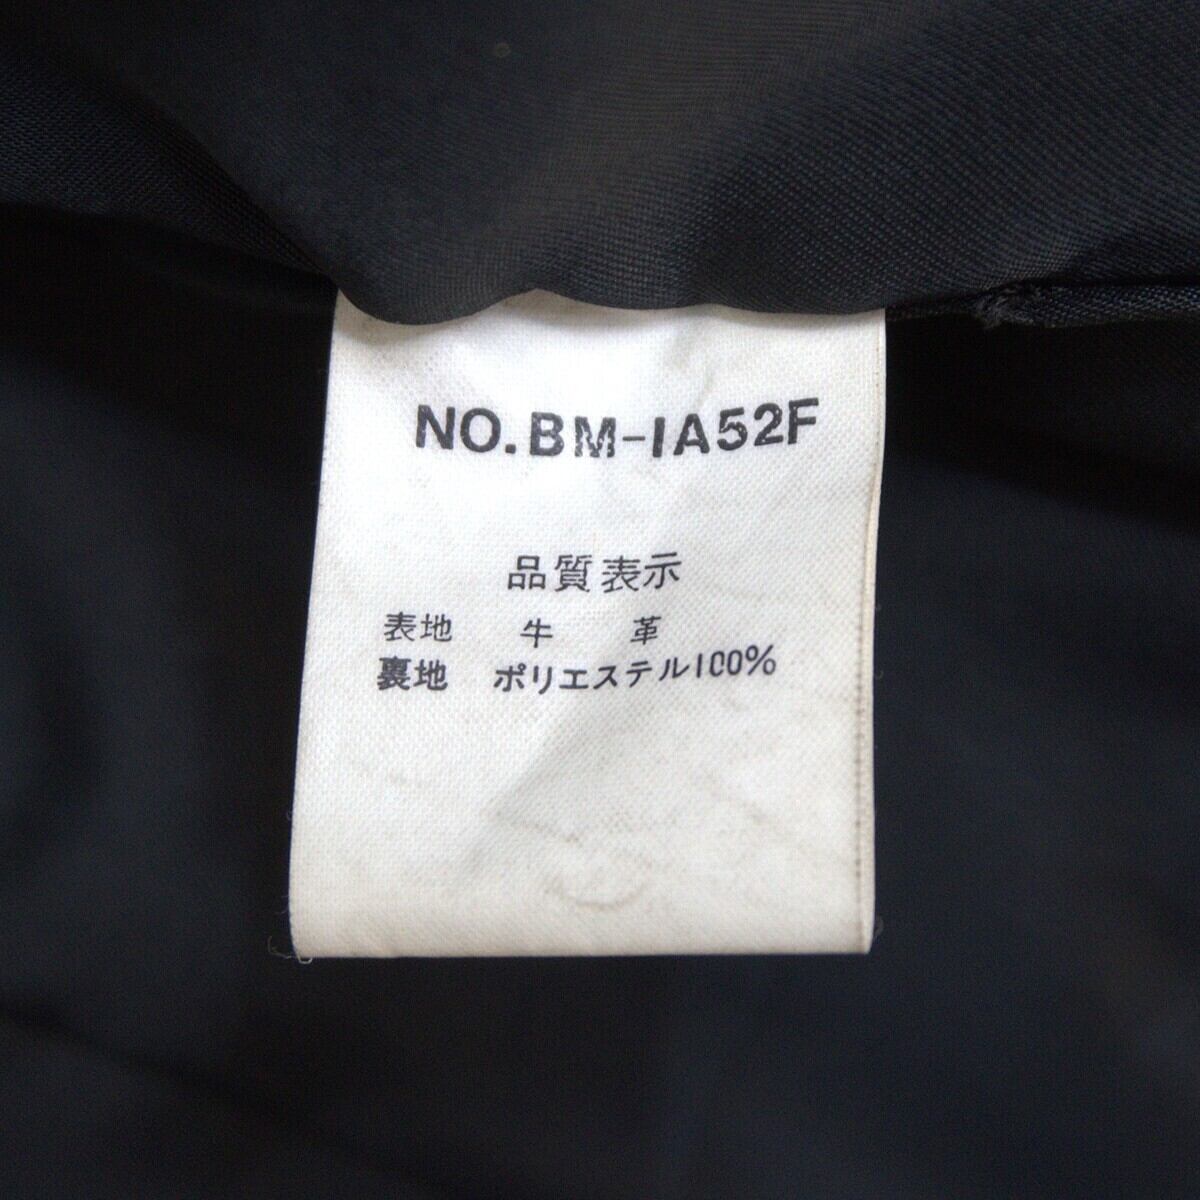 NO.BM-IA52F
品質表示
表地 牛 革
裏地 ポリエステル100%